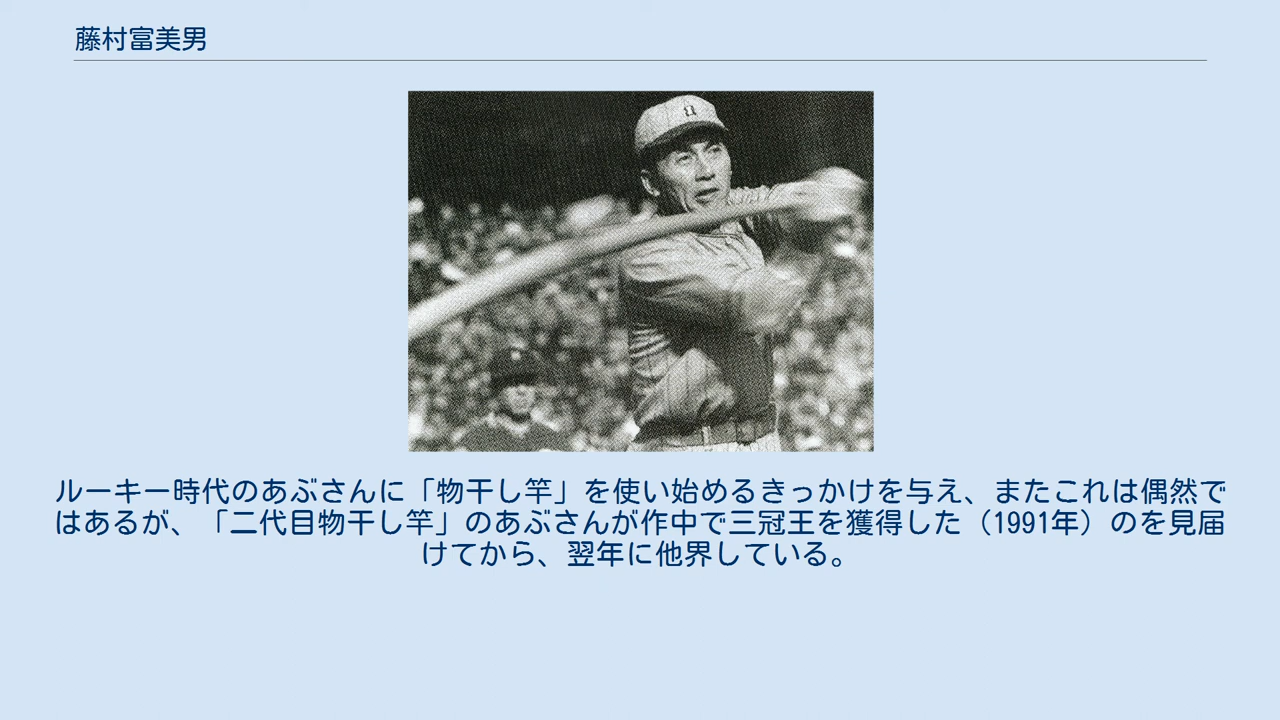 藤村富美男
ルーキー時代のあぶさんに「物干し竿」を使い始めるきっかけを与え、またこれは偶然で
はあるが、「二代目物干し竿」のあぶさんが作中で三冠王を獲得した（1991年）のを見届
けてから、翌年に他界している。